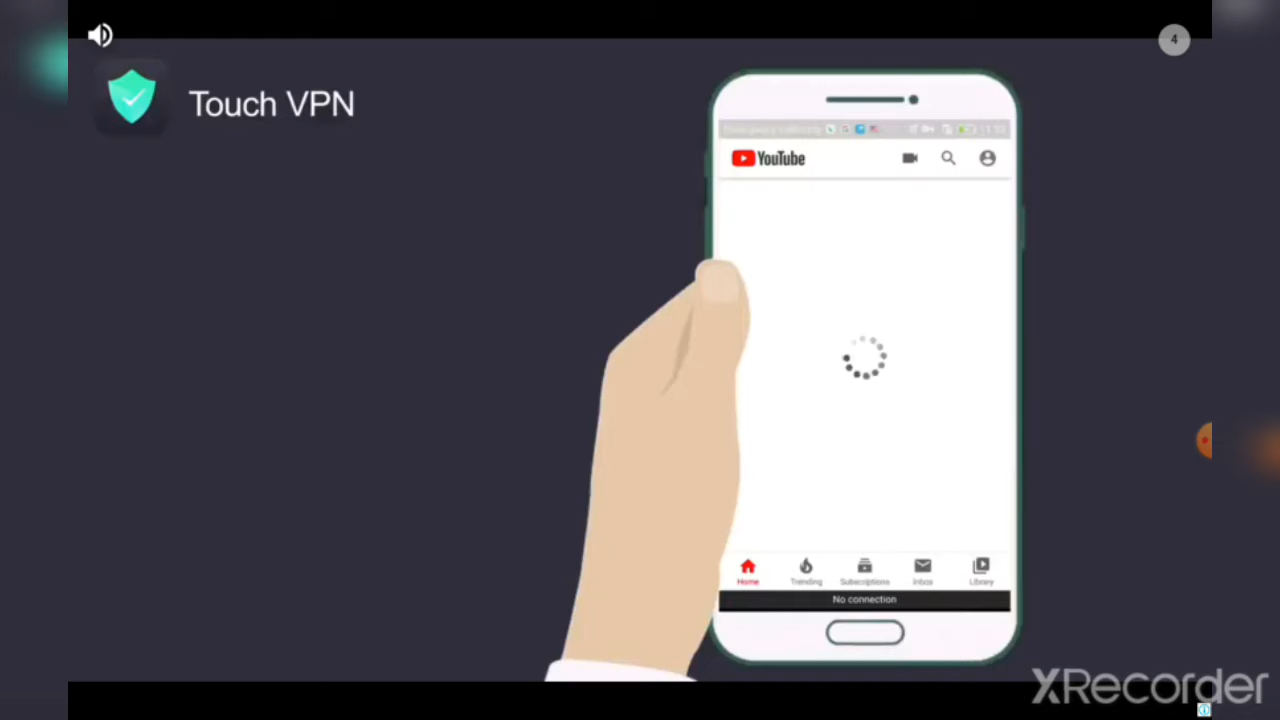 4
Touch VPN
YouTube
Home
Trending
Subscriptions
Inbox
Library
No connection
XRecorder